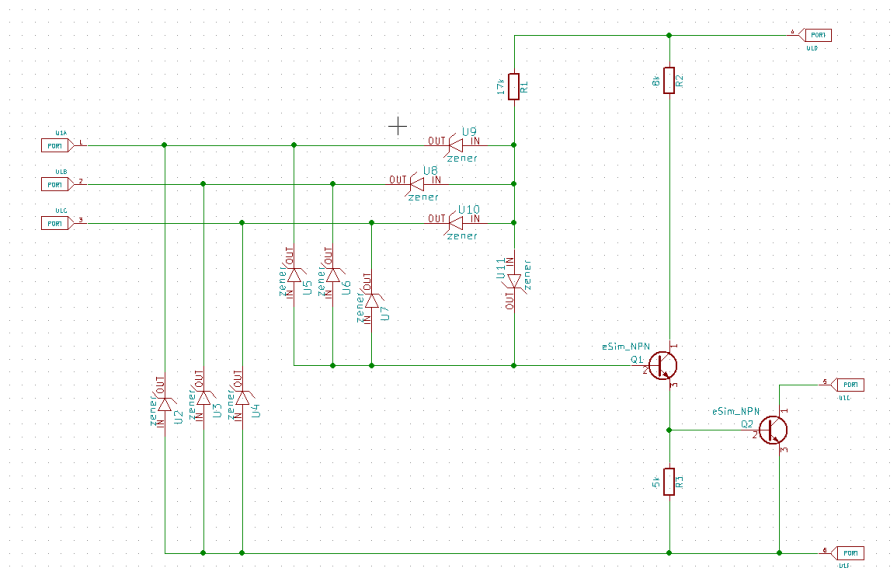 4
PORT
U1D
17k
R1
8k
R2
U1A
PORT
1
OUT
U9
IN
zener
U1B
PORT
2
OUT
U8
IN
zener
U1C
PORT
3
OUT
U10
IN
zener
OUT
zener
IN
U5
OUT
zener
IN
U6
OUT
zener
IN
U7
U11
IN
OUT
zener
eSim_NPN
Q1
1
2
3
OUT
zener
IN
U2
OUT
zener
IN
U3
OUT
zener
IN
U4
5
PORT
eSim_NPN
Q2
1
2
3
5k
R3
PORT